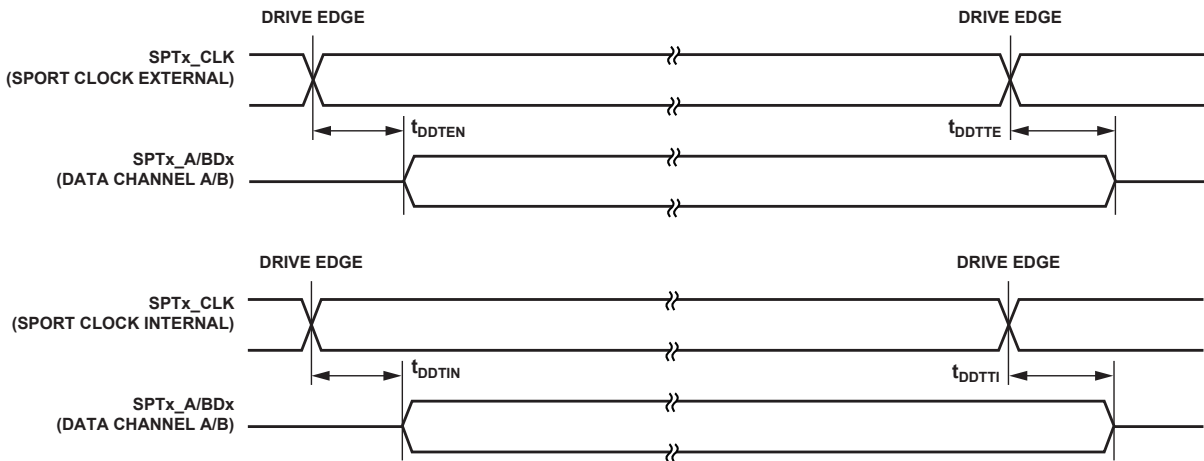 DRIVE EDGE DRIVE EDGE
SPTx_CLK
(SPORT CLOCK EXTERNAL)
tDDTEN tDDTTE
SPTx_A/BDx
(DATA CHANNEL A/B)
DRIVE EDGE DRIVE EDGE
SPTx_CLK
(SPORT CLOCK INTERNAL)
tDDTIN tDDTTI
SPTx_A/BDx
(DATA CHANNEL A/B)